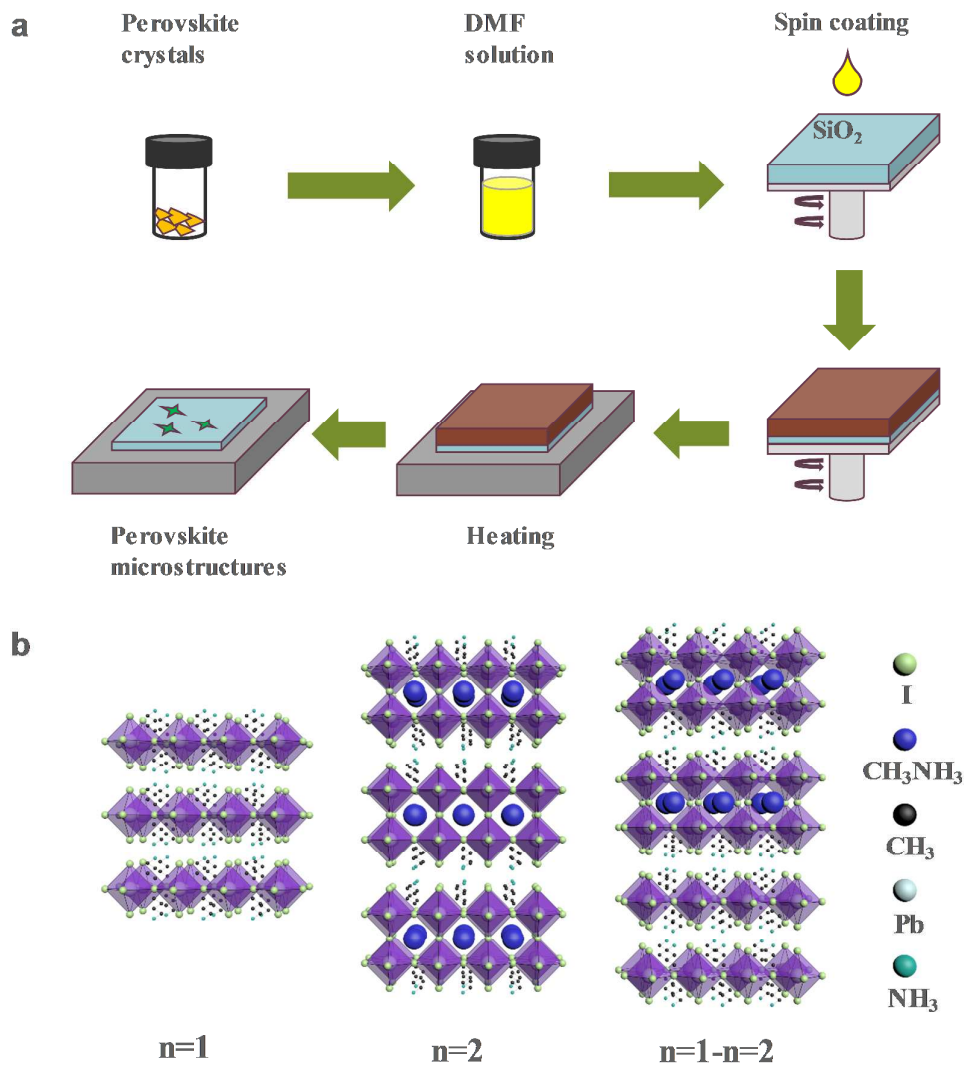 a
Perovskite
crystals
DMF
solution
Spin coating
SiO₂
Perovskite
microstructures
Heating
b
I
CH₃NH₃
CH₃
Pb
NH₃
n=1
n=2
n=1-n=2